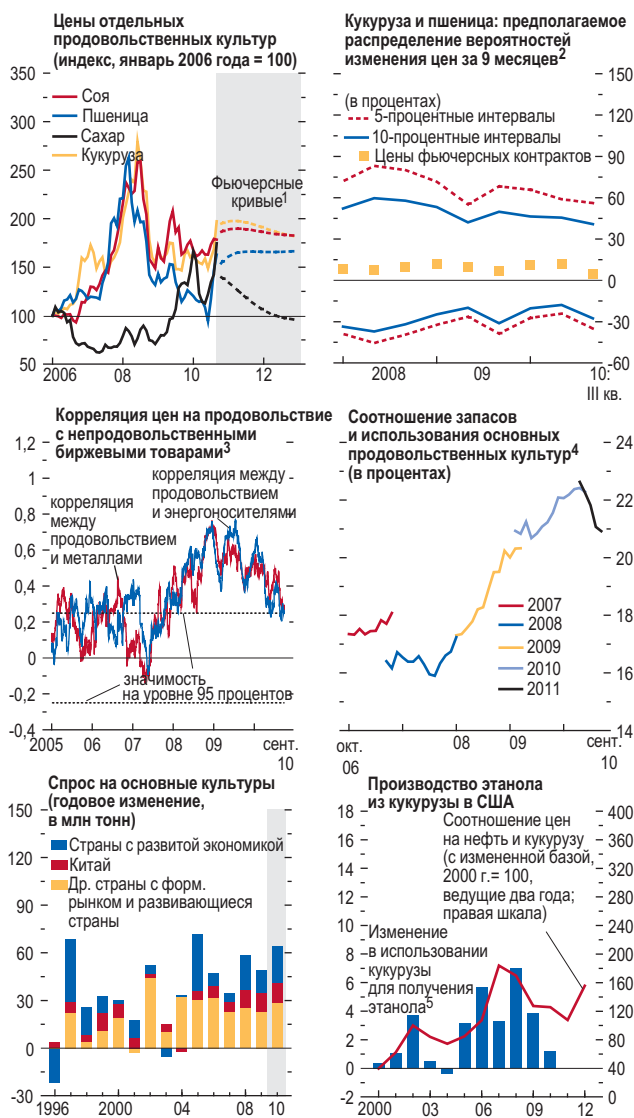 Цены отдельных
продовольственных культур
(индекс, январь 2006 года = 100)
350
300
250
200
150
100
50
Соя
Пшеница
Сахар
Кукуруза
Фьючерсные
кривые1
2006
08
10
12
Кукуруза и пшеница: предполагаемое
распределение вероятностей
изменения цен за 9 месяцев2
(в процентах)
5-процентные интервалы
10-процентные интервалы
Цены фьючерсных контрактов
150
120
90
60
30
0
-30
-60
2008
09
10:
III кв.
Корреляция цен на продовольствие
с непродовольственными
биржевыми товарами3
1,2
1
0,8
0,6
0,4
0,2
0
-0,2
-0,4
корреляция между
продовольствием
и энергоносителями
корреляция
между
продовольствием
и металлами
значимость
на уровне 95 процентов
2005
06
07
08
09
сент.
10
Соотношение запасов
и использования основных
продовольственных культур4
(в процентах)
24
22
20
18
16
14
2007
2008
2009
2010
2011
окт.
06
08
09
сент.
10
Спрос на основные культуры
(годовое изменение,
в млн тонн)
150
120
90
60
30
0
-30
Страны с развитой экономикой
Китай
Др. страны с форм.
рынком и развивающиеся
страны
1996
2000
04
08
10
Производство этанола
из кукурузы в США
18
16
14
12
10
8
6
4
2
0
-2
Соотношение цен
на нефть и кукурузу
(с измененной базой,
2000 г.= 100,
ведущие два года;
правая шкала)
Изменение
в использовании
кукурузы
для получения
этанола5
400
360
320
280
240
200
160
120
80
40
0
2000
03
06
09
12